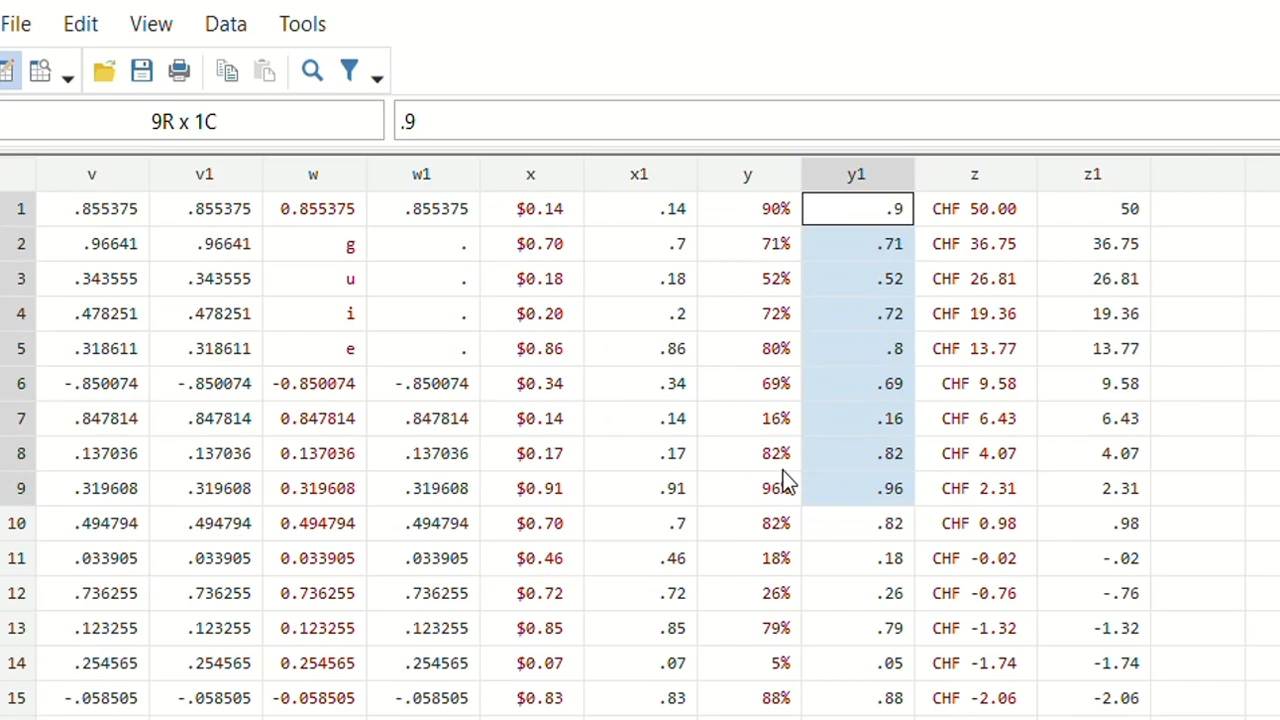 File Edit View Data Tools
9R x 1C .9
v v1 w w1 x x1 y y1 z z1
1 .855375 .855375 0.855375 .855375 $0.14 .14 90% .9 CHF 50.00 50
2 .96641 .96641 g . $0.70 .7 71% .71 CHF 36.75 36.75
3 .343555 .343555 u . $0.18 .18 52% .52 CHF 26.81 26.81
4 .478251 .478251 i . $0.20 .2 72% .72 CHF 19.36 19.36
5 .318611 .318611 e . $0.86 .86 80% .8 CHF 13.77 13.77
6 -.850074 -.850074 -0.850074 -.850074 $0.34 .34 69% .69 CHF 9.58 9.58
7 .847814 .847814 0.847814 .847814 $0.14 .14 16% .16 CHF 6.43 6.43
8 .137036 .137036 0.137036 .137036 $0.17 .17 82% .82 CHF 4.07 4.07
9 .319608 .319608 0.319608 .319608 $0.91 .91 96% .96 CHF 2.31 2.31
10 .494794 .494794 0.494794 .494794 $0.70 .7 82% .82 CHF 0.98 .98
11 .033905 .033905 0.033905 .033905 $0.46 .46 18% .18 CHF -0.02 -.02
12 .736255 .736255 0.736255 .736255 $0.72 .72 26% .26 CHF -0.76 -.76
13 .123255 .123255 0.123255 .123255 $0.85 .85 79% .79 CHF -1.32 -1.32
14 .254565 .254565 0.254565 .254565 $0.07 .07 5% .05 CHF -1.74 -1.74
15 -.058505 -.058505 -0.058505 -.058505 $0.83 .83 88% .88 CHF -2.06 -2.06